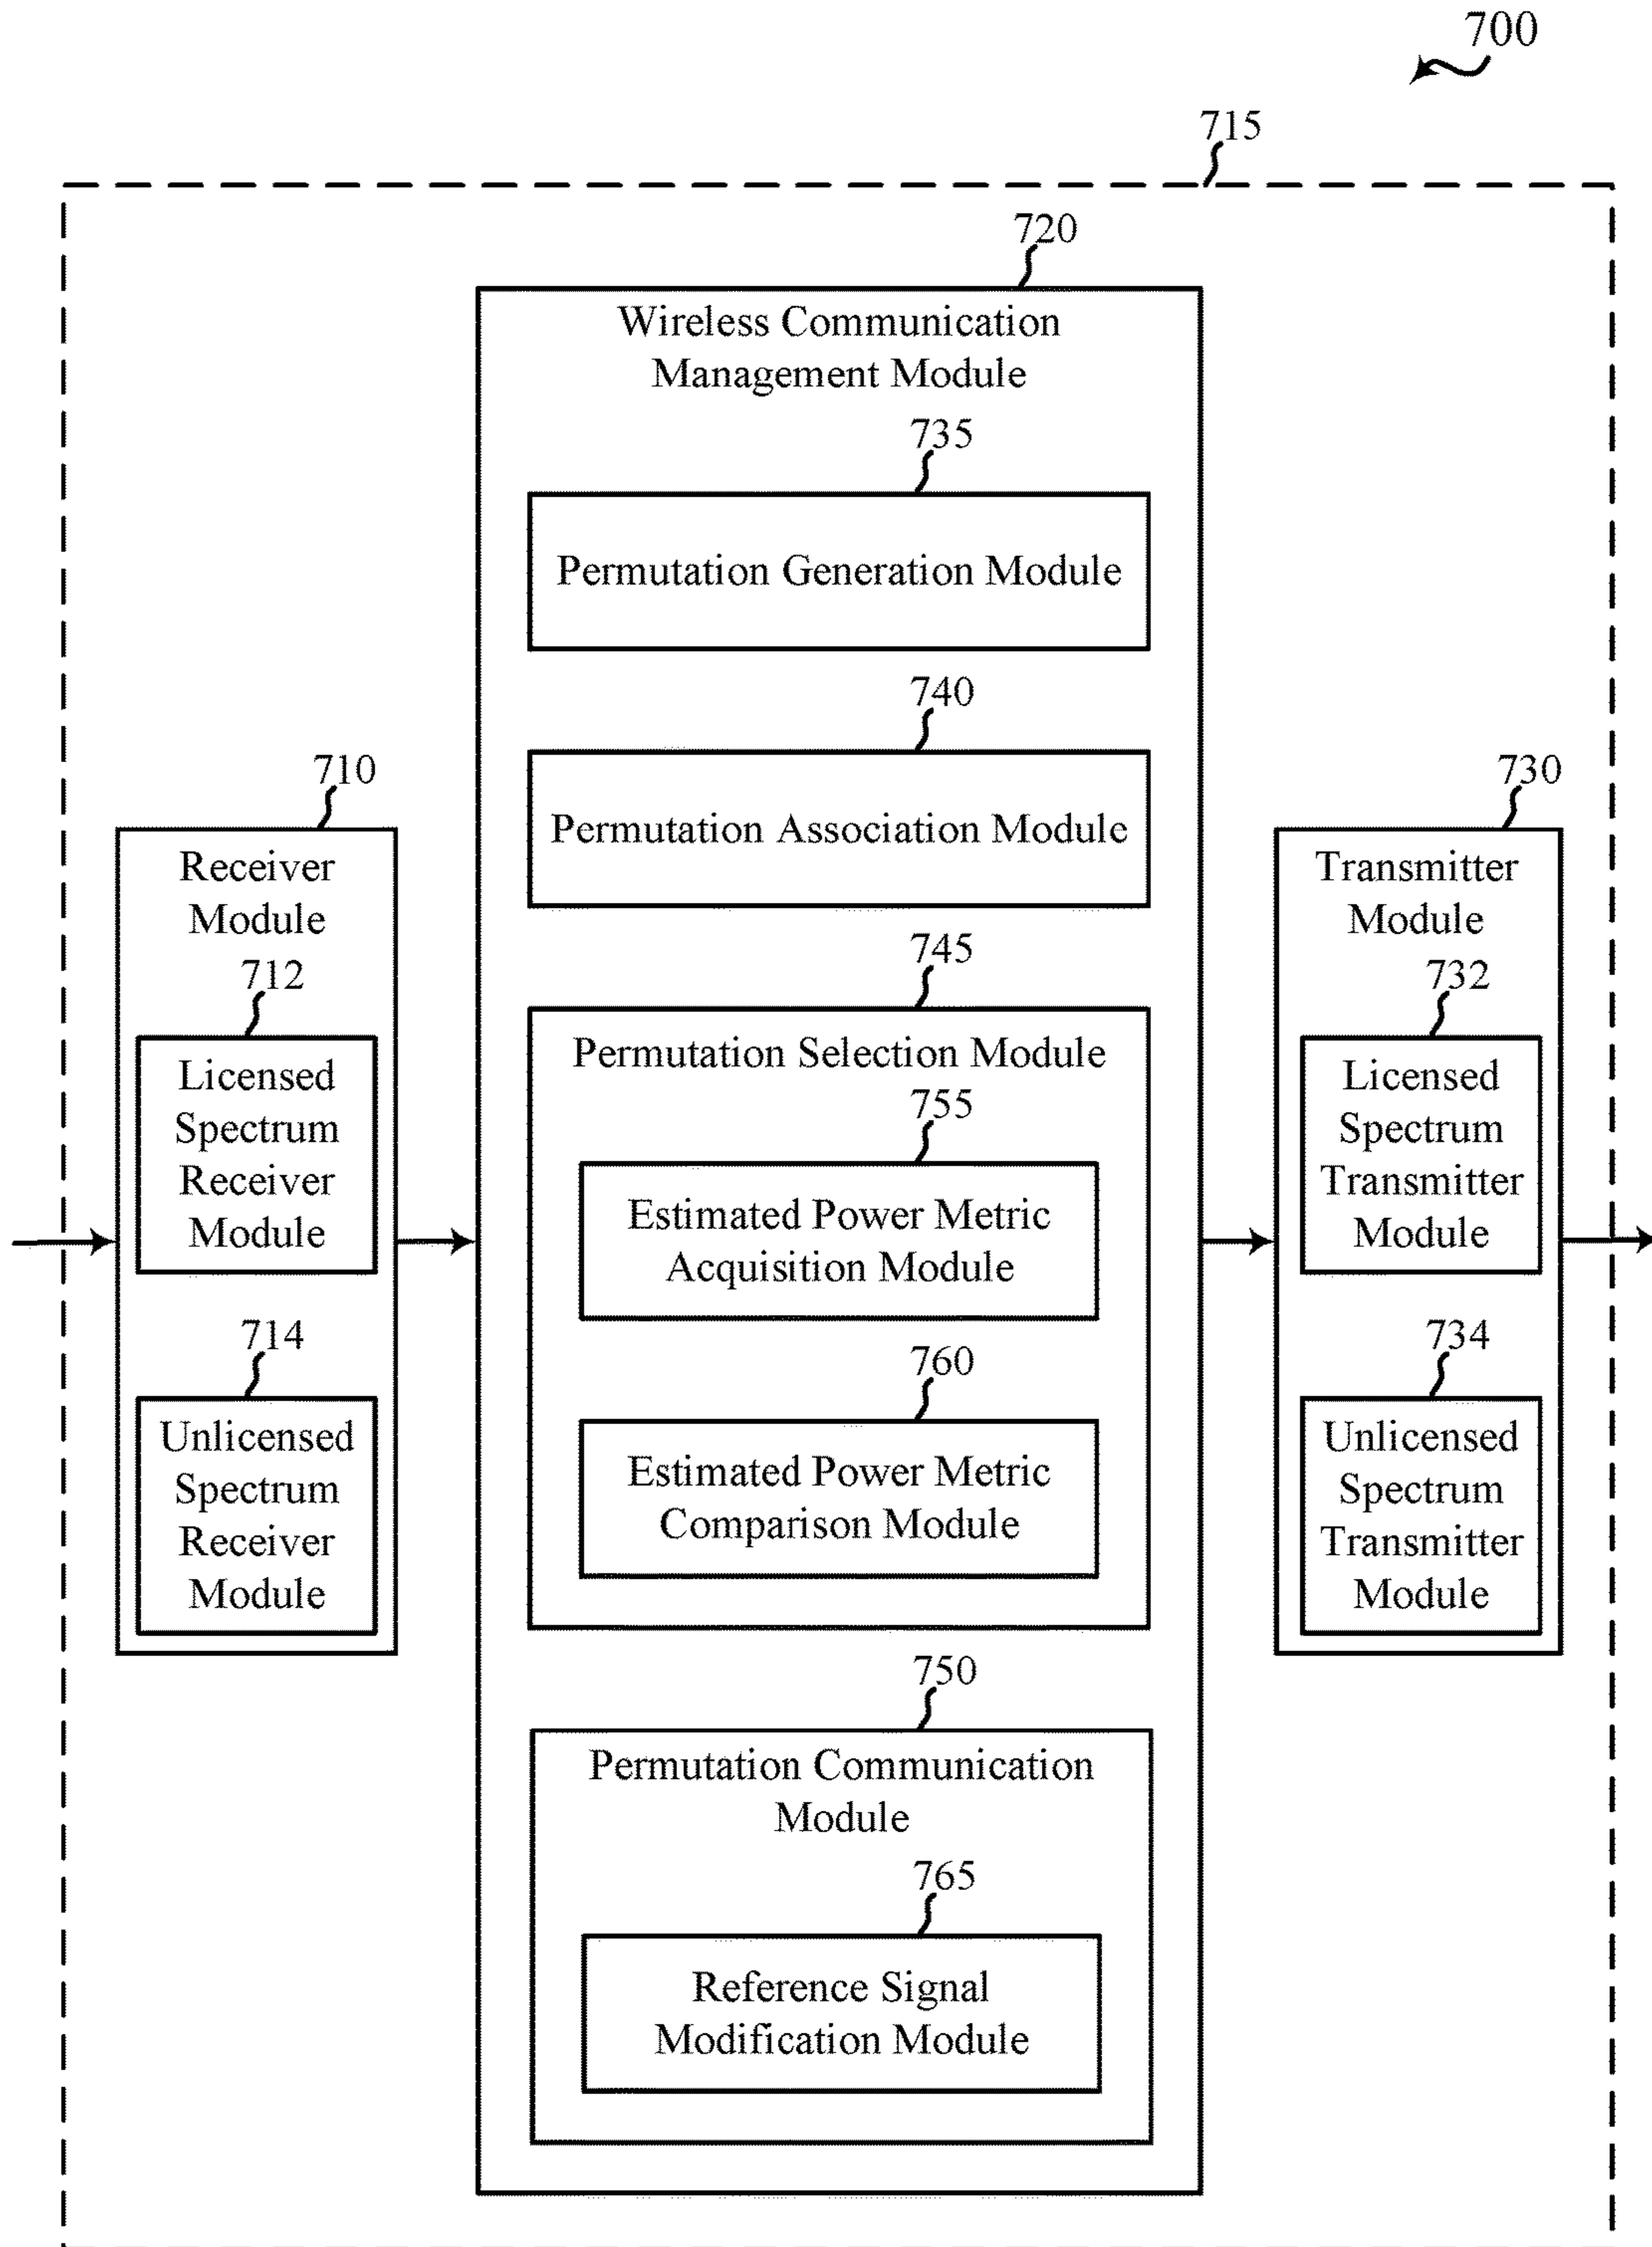 700
715
720
Wireless Communication
Management Module
735
Permutation Generation Module
740
Permutation Association Module
710
Receiver
Module
712
Licensed
Spectrum
Receiver
Module
714
Unlicensed
Spectrum
Receiver
Module
745
Permutation Selection Module
755
Estimated Power Metric
Acquisition Module
760
Estimated Power Metric
Comparison Module
750
Permutation Communication
Module
765
Reference Signal
Modification Module
730
Transmitter
Module
732
Licensed
Spectrum
Transmitter
Module
734
Unlicensed
Spectrum
Transmitter
Module